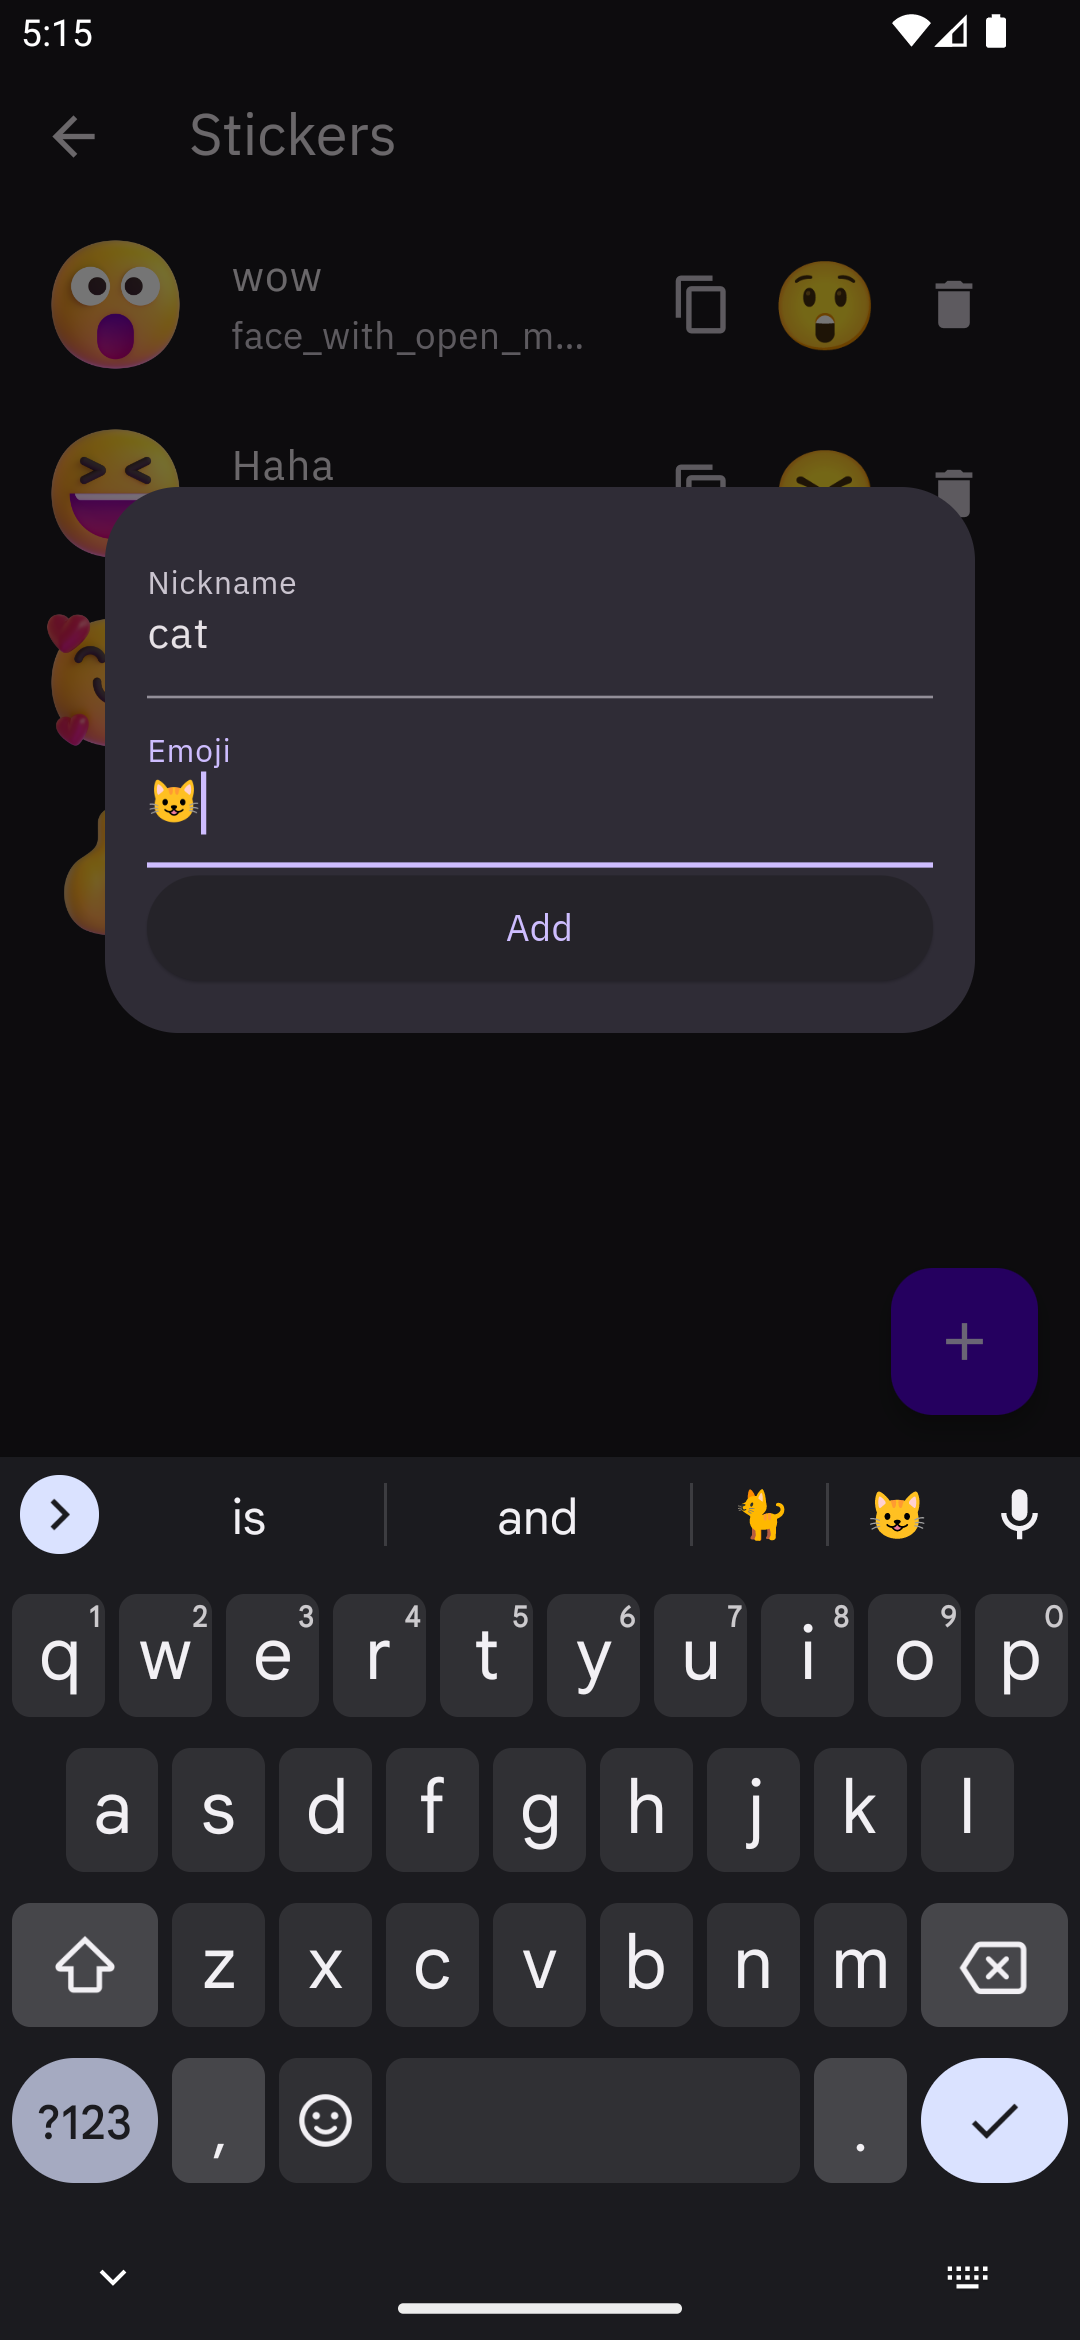 5:15
Stickers
wow
face_with_open_m...
Haha
Nickname
cat
Emoji
😺
Add
is and 🐈 😺
q1 w2 e3 r4 t5 y6 u7 i8 o9 p0
a s d f g h j k l
z x c v b n m
?123 , .